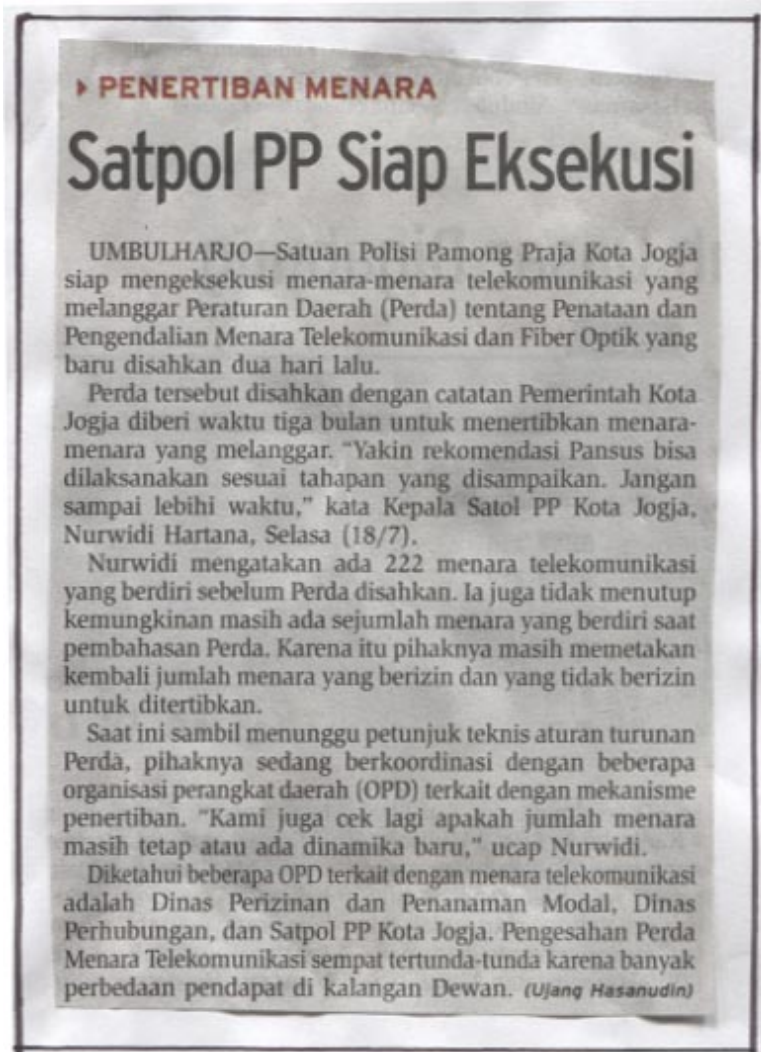 PENERTIBAN MENARA
Satpol PP Siap Eksekusi
UMBULHARJO—Satuan Polisi Pamong Praja Kota Jogja
siap mengeksekusi menara-menara telekomunikasi yang
melanggar Peraturan Daerah (Perda) tentang Penataan dan
Pengendalian Menara Telekomunikasi dan Fiber Optik yang
baru disahkan dua hari lalu.
Perda tersebut disahkan dengan catatan Pemerintah Kota
Jogja diberi waktu tiga bulan untuk menertibkan menara-
menara yang melanggar. “Yakin rekomendasi Pansus bisa
dilaksanakan sesuai tahapan yang disampaikan. Jangan
sampai lebihi waktu,” kata Kepala Satol PP Kota Jogja,
Nurwidi Hartana, Selasa (18/7).
Nurwidi mengatakan ada 222 menara telekomunikasi
yang berdiri sebelum Perda disahkan. Ia juga tidak menutup
kemungkinan masih ada sejumlah menara yang berdiri saat
pembahasan Perda. Karena itu pihaknya masih memetakan
kembali jumlah menara yang berizin dan yang tidak berizin
untuk ditertibkan.
Saat ini sambil menunggu petunjuk teknis aturan turunan
Perda, pihaknya sedang berkoordinasi dengan beberapa
organisasi perangkat daerah (OPD) terkait dengan mekanisme
penertiban. “Kami juga cek lagi apakah jumlah menara
masih tetap atau ada dinamika baru,” ucap Nurwidi.
Diketahui beberapa OPD terkait dengan menara telekomunikasi
adalah Dinas Perizinan dan Penanaman Modal, Dinas
Perhubungan, dan Satpol PP Kota Jogja. Pengesahan Perda
Menara Telekomunikasi sempat tertunda-tunda karena banyak
perbedaan pendapat di kalangan Dewan. (Ujang Hasanudin)